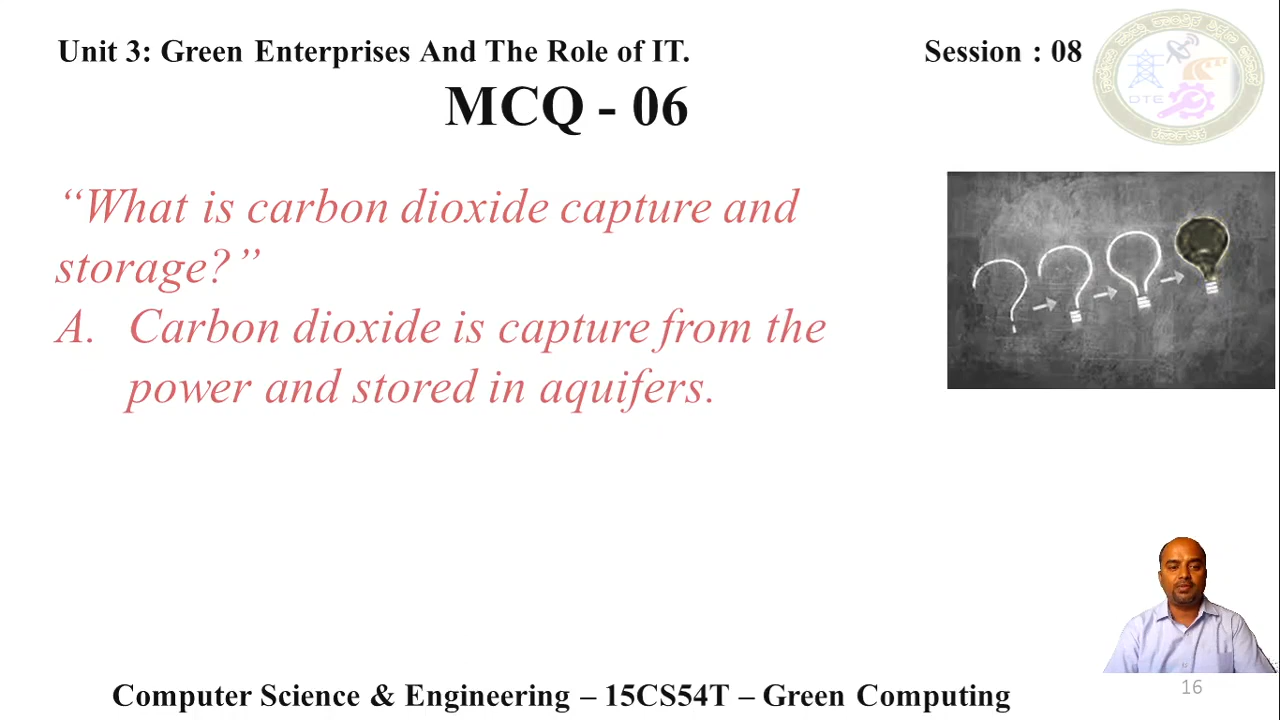 Unit 3: Green Enterprises And The Role of IT. Session : 08
MCQ - 06
DTE
“What is carbon dioxide capture and
storage?”
A. Carbon dioxide is capture from the
power and stored in aquifers.
16
Computer Science & Engineering – 15CS54T – Green Computing